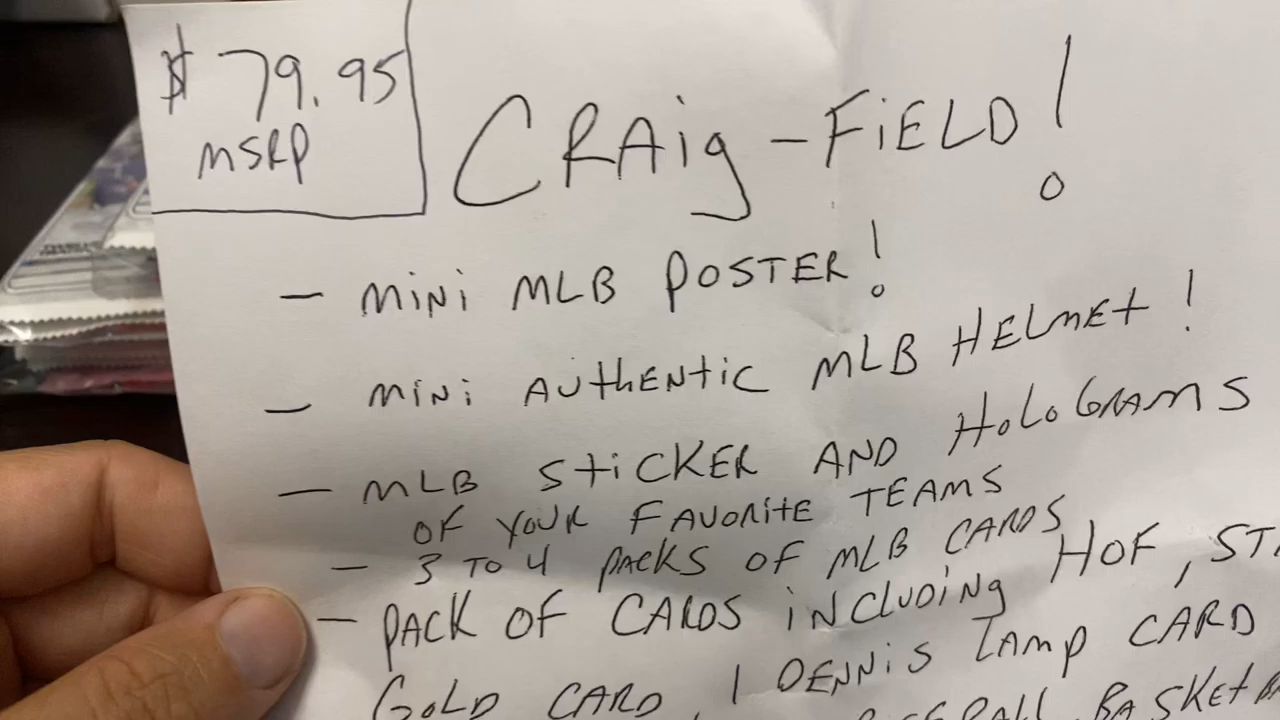 $79.95
MSRP
CRAig-FiELD!
- MiNi MLB POSTER!
- MiNi AUthENtiC MLB HELMEt!
- MLB StiCKER AND HoLoGRAMS
OF YOUR FAVORitE TEAMS
- 3 TO 4 PACKS OF MLB CARDS
- PACK OF CARDS iNCLUDiNg HOF, ST
GOLD CARD, 1 DENNiS LAMP CARD
BASKETBA